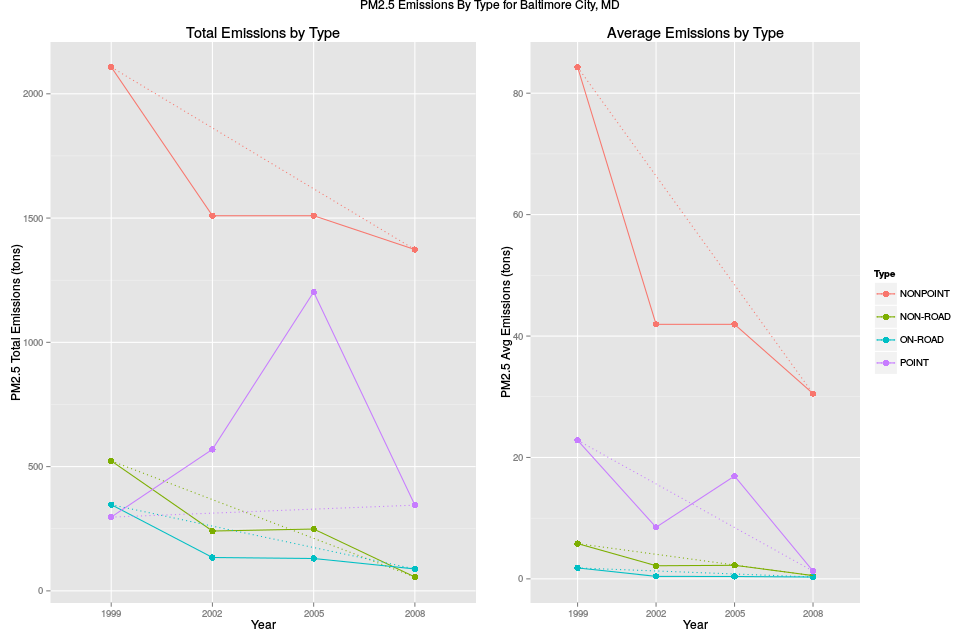 PM2.5 Emissions By Type for Baltimore City, MD
Total Emissions by Type
Average Emissions by Type
PM2.5 Total Emissions (tons)
2000
1500
1000
500
0
1999
2002
2005
2008
Year
PM2.5 Avg Emissions (tons)
80
60
40
20
0
1999
2002
2005
2008
Year
Type
NONPOINT
NON-ROAD
ON-ROAD
POINT